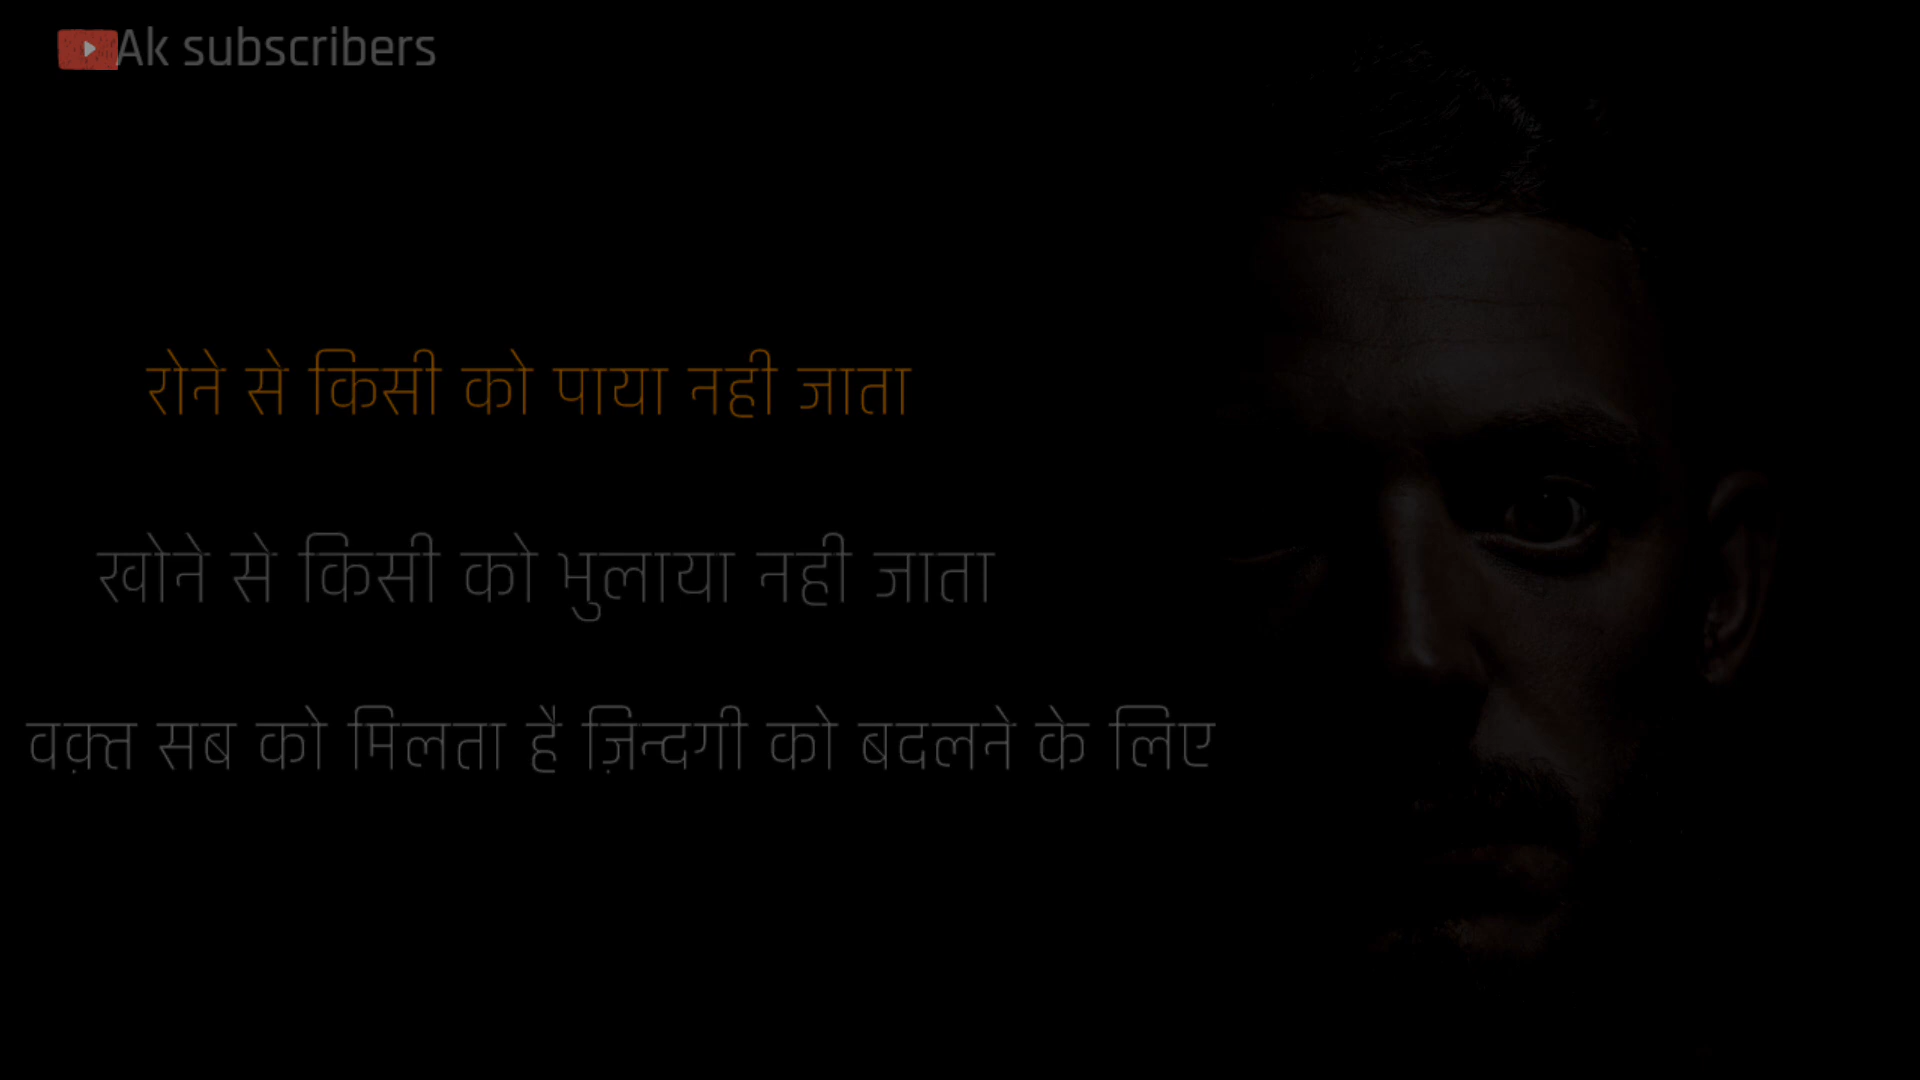 Ak subscribers
रोने से किसी को पाया नही जाता
खोने से किसी को भुलाया नही जाता
वक़्त सब को मिलता है ज़िन्दगी को बदलने के लिए